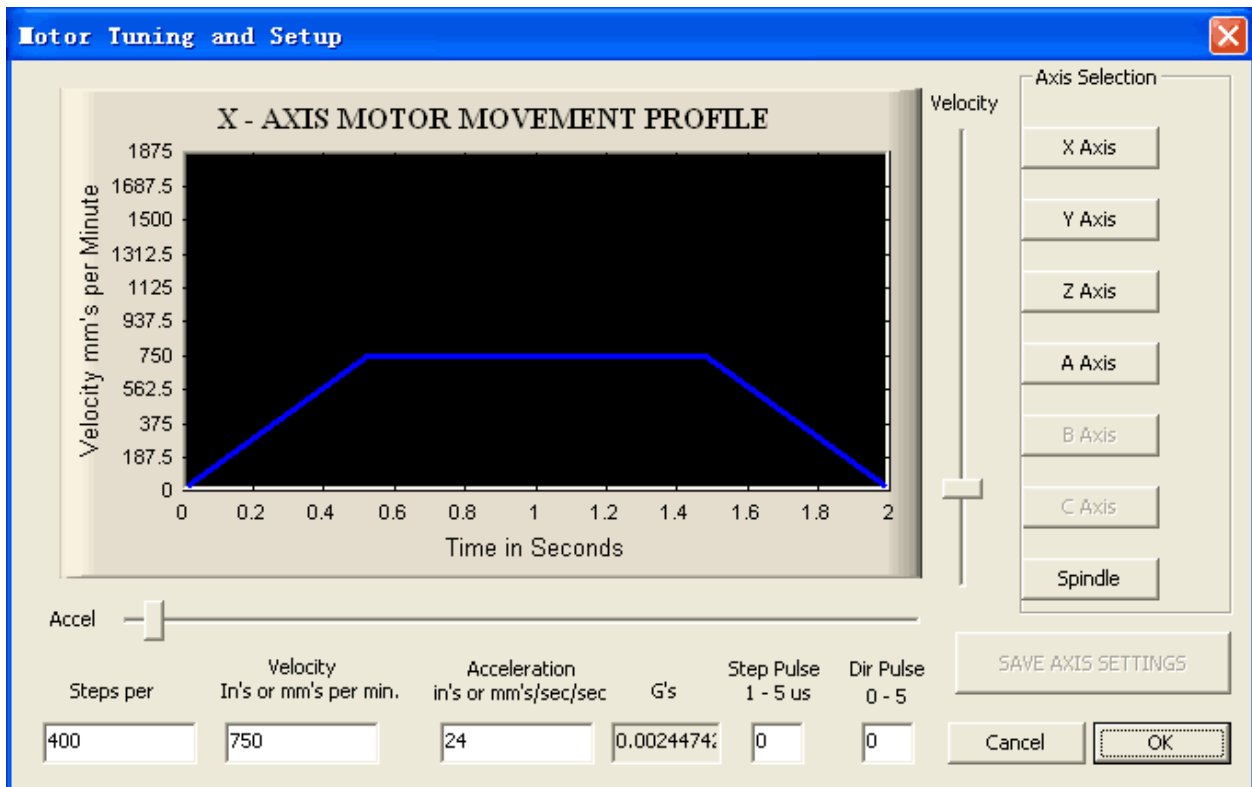 Motor Tuning and Setup
X - AXIS MOTOR MOVEMENT PROFILE
Velocity mm's per Minute
1875
1687.5
1500
1312.5
1125
937.5
750
562.5
375
187.5
0
0 0.2 0.4 0.6 0.8 1 1.2 1.4 1.6 1.8 2
Time in Seconds
Velocity
Axis Selection
X Axis
Y Axis
Z Axis
A Axis
B Axis
C Axis
Spindle
Accel
Steps per
400
Velocity
In's or mm's per min.
750
Acceleration
in's or mm's/sec/sec
24
G's
0.00244742
Step Pulse
1 - 5 us
0
Dir Pulse
0 - 5
0
SAVE AXIS SETTINGS
Cancel
OK